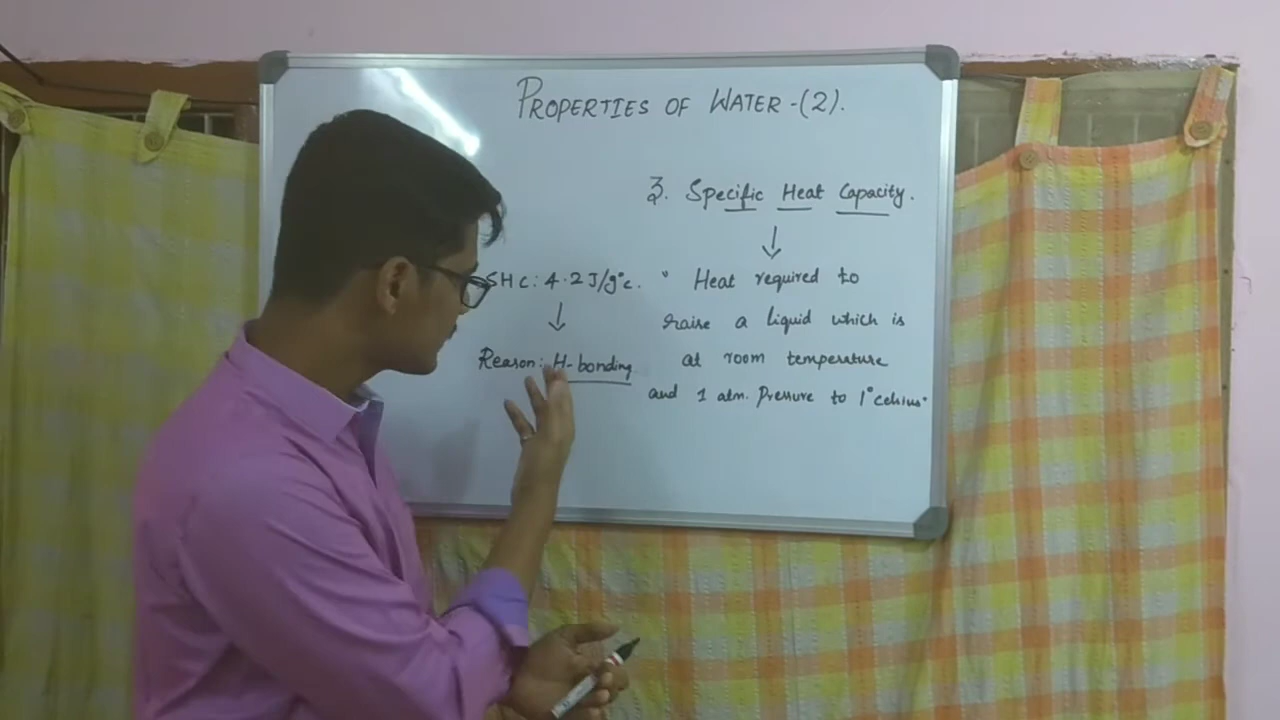 PROPERTIES OF WATER -(2).
3. Specific Heat Capacity.
↓
" Heat required to
raise a liquid which is
at room temperature
and 1 atm. Pressure to 1°Celsius.
SHC: 4.2J/g°c.
↓
Reason: H-bonding